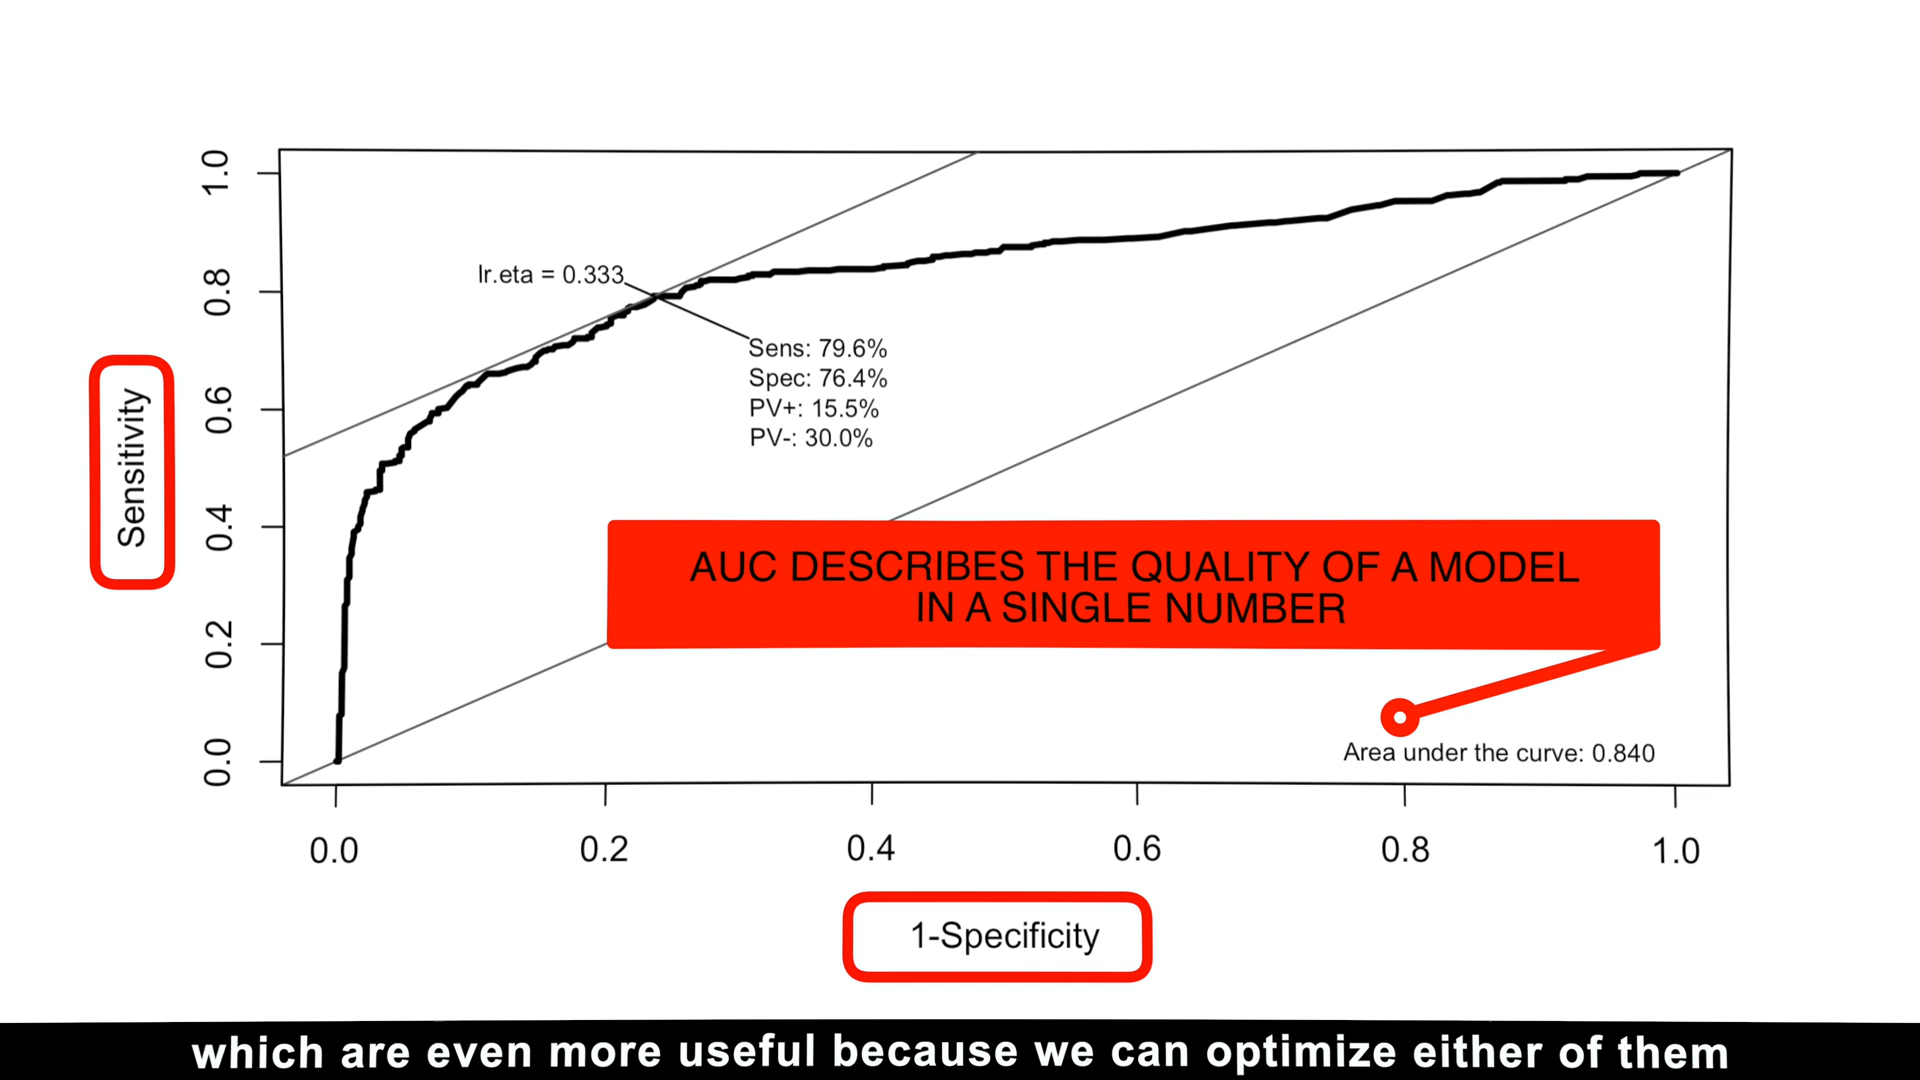 1.0
0.8
0.6
0.4
0.2
0.0
Sensitivity
lr.eta = 0.333
Sens: 79.6%
Spec: 76.4%
PV+: 15.5%
PV-: 30.0%
AUC DESCRIBES THE QUALITY OF A MODEL
IN A SINGLE NUMBER
Area under the curve: 0.840
0.0 0.2 0.4 0.6 0.8 1.0
1-Specificity
which are even more useful because we can optimize either of them